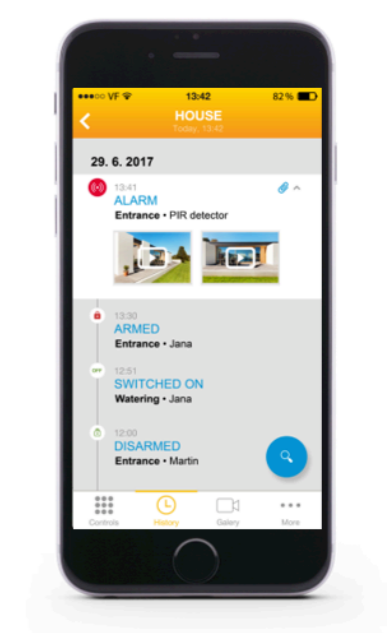 VF 13:42 82 %
HOUSE
Today, 13:42
29. 6. 2017
13:41
ALARM
Entrance • PIR detector
13:30
ARMED
Entrance • Jana
OFF 12:51
SWITCHED ON
Watering • Jana
12:00
DISARMED
Entrance • Martin
Controls History Galery More